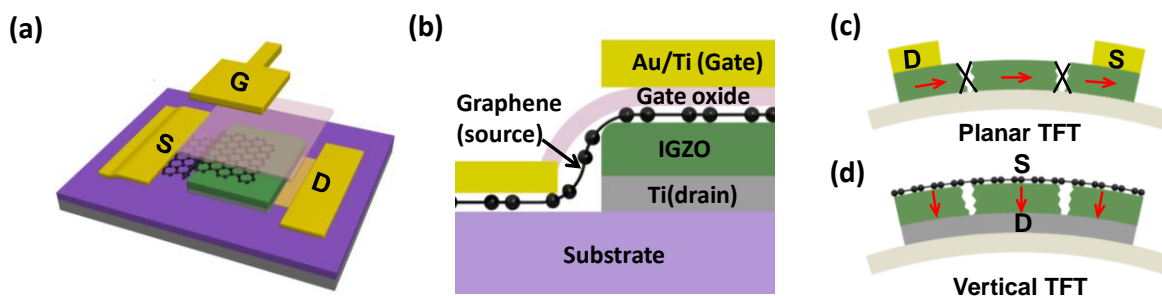 (a)
G
S
D
(b)
Au/Ti (Gate)
Gate oxide
Graphene
(source)
IGZO
Ti(drain)
Substrate
(c)
D
S
Planar TFT
(d)
S
D
Vertical TFT